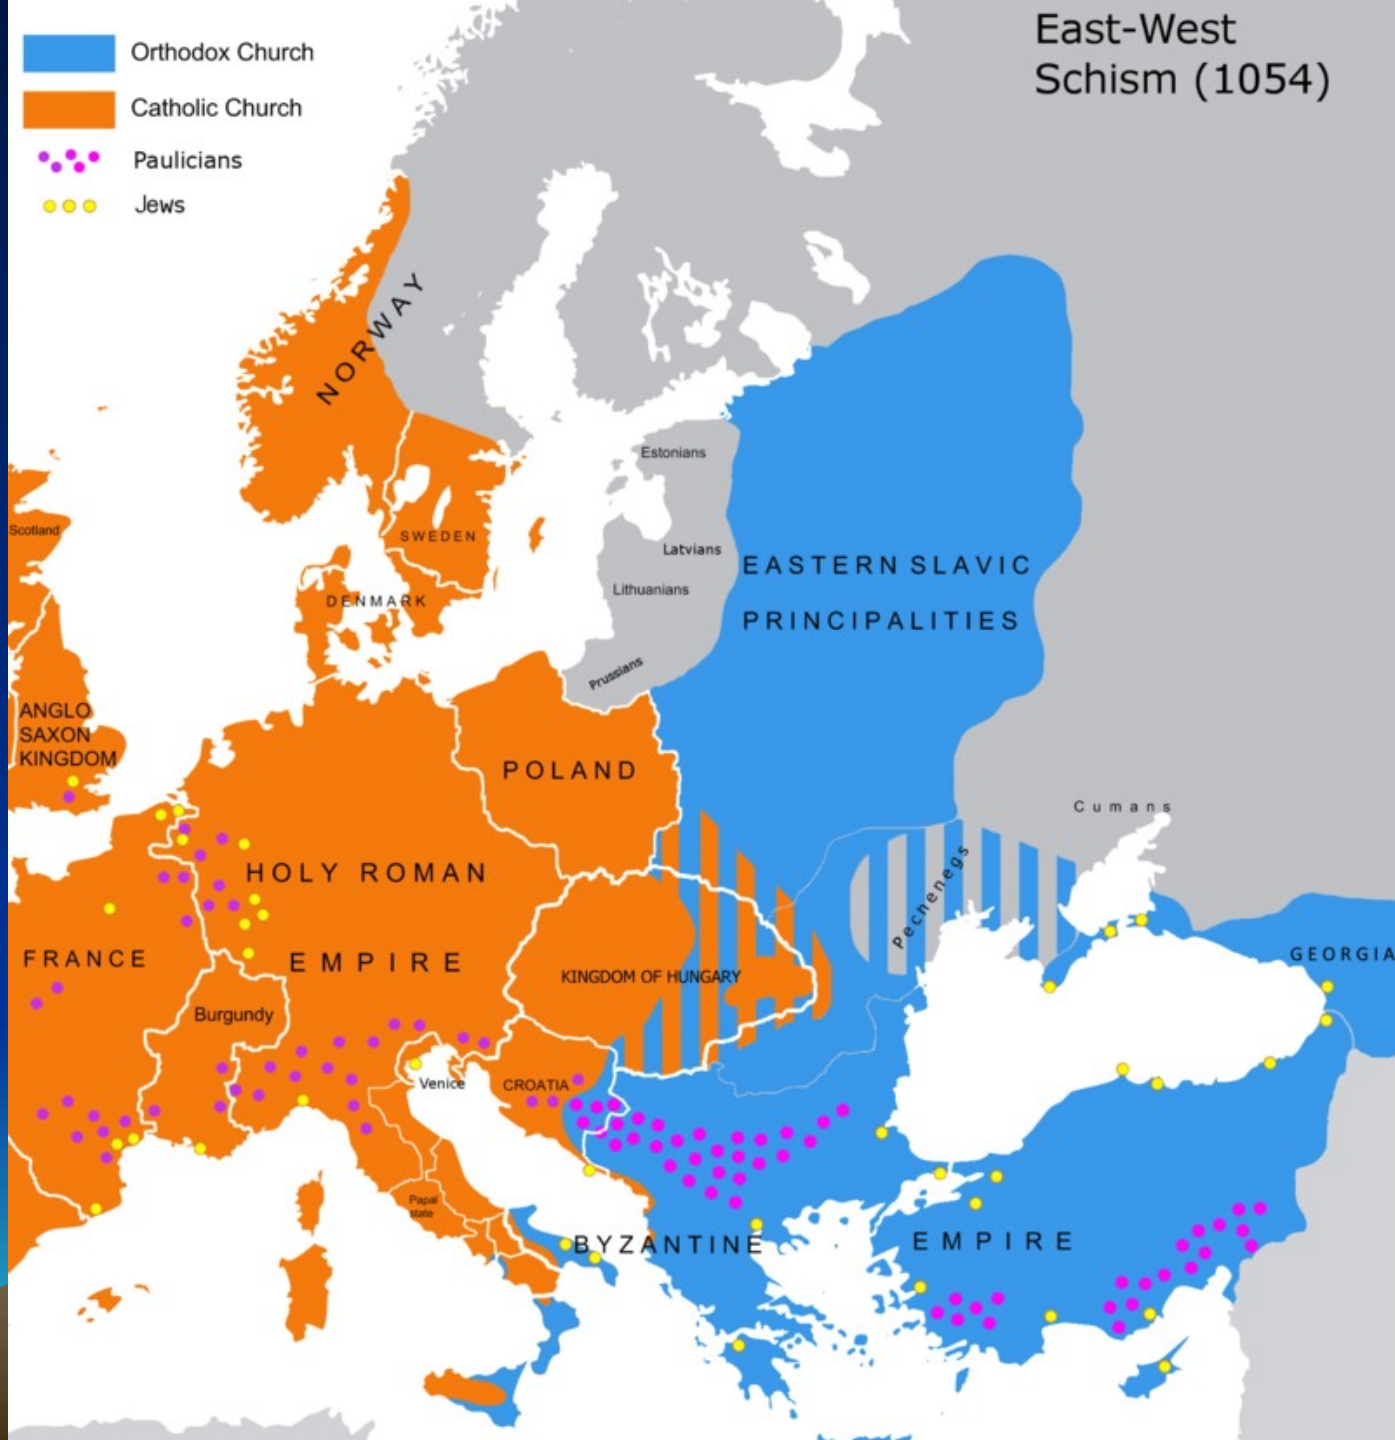 East-West
Schism (1054)
Orthodox Church
Catholic Church
Paulicians
Jews
NORWAY
Estonians
Scotland
SWEDEN
Latvians
EASTERN SLAVIC
Lithuanians
DENMARK
PRINCIPALITIES
Prussians
ANGLO
SAXON
KINGDOM
POLAND
Cumans
HOLY ROMAN
Pechenegs
FRANCE
EMPIRE
KINGDOM OF HUNGARY
GEORGIA
Burgundy
Venice
CROATIA
Papal
state
BYZANTINE
EMPIRE